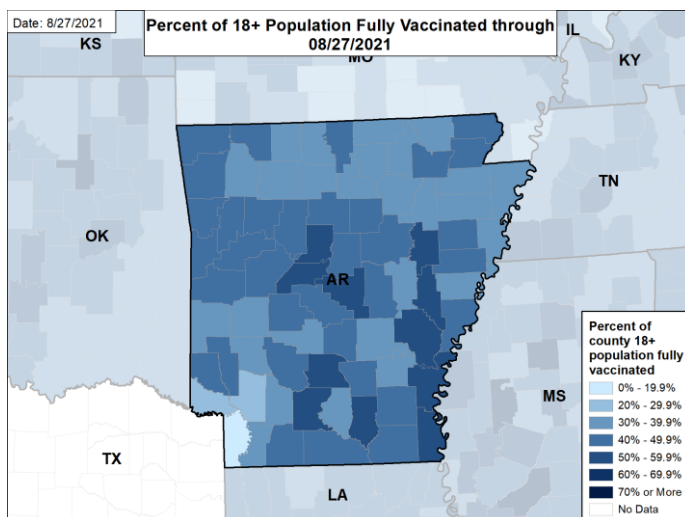 Date: 8/27/2021
Percent of 18+ Population Fully Vaccinated through
08/27/2021
KS
MO
IL
KY
OK
AR
TN
MS
TX
LA
Percent of
county 18+
population fully
vaccinated
0% - 19.9%
20% - 29.9%
30% - 39.9%
40% - 49.9%
50% - 59.9%
60% - 69.9%
70% or More
No Data